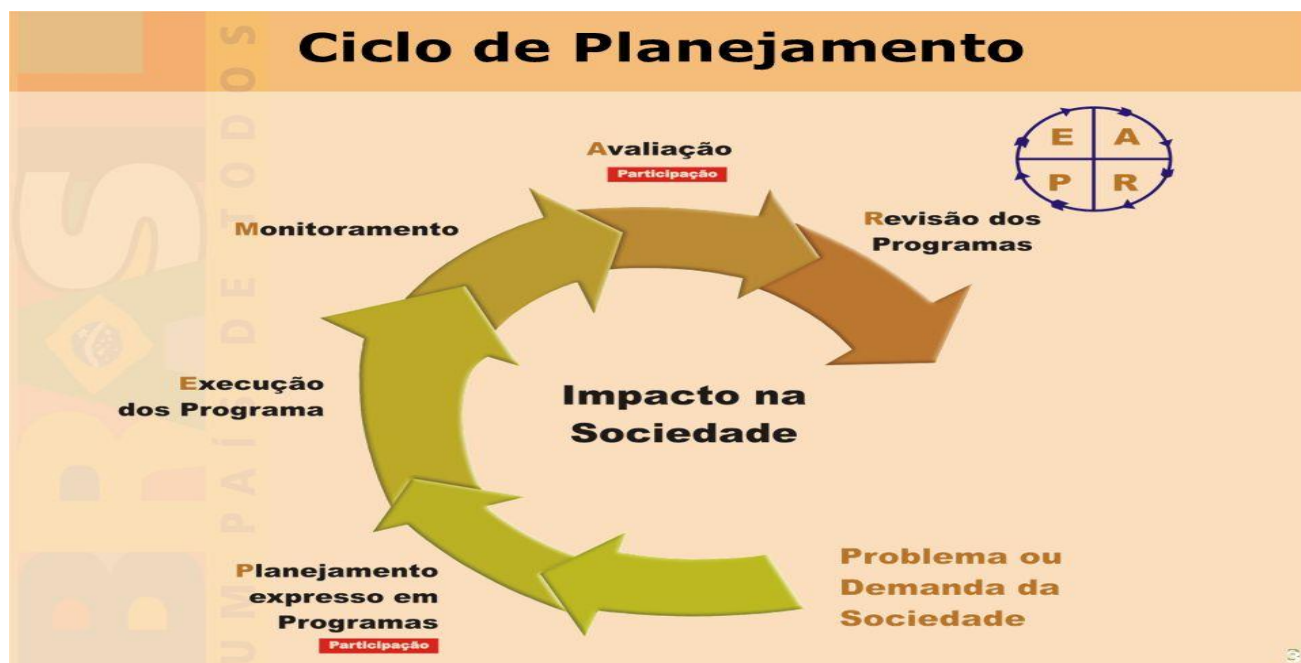 Ciclo de Planejamento
BRASIL
UM PAÍS DE TODOS
E A
P R
Avaliação
Participação
Monitoramento
Revisão dos
Programas
Execução
dos Programa
Impacto na
Sociedade
Planejamento
expresso em
Programas
Participação
Problema ou
Demanda da
Sociedade